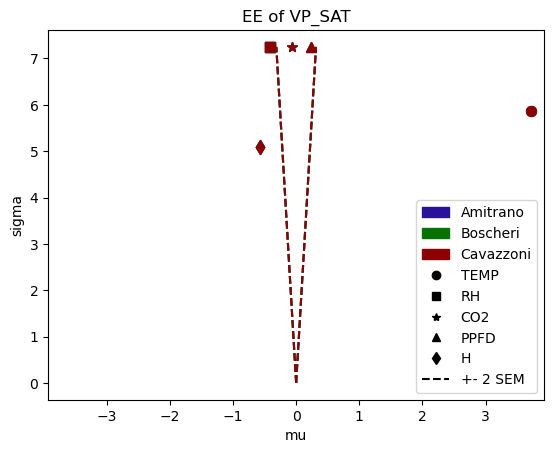 EE of VP_SAT
7
6
5
4
3
2
1
0
sigma
−3
−2
−1
0
1
2
3
mu
Amitrano
Boscheri
Cavazzoni
TEMP
RH
CO2
PPFD
H
+- 2 SEM